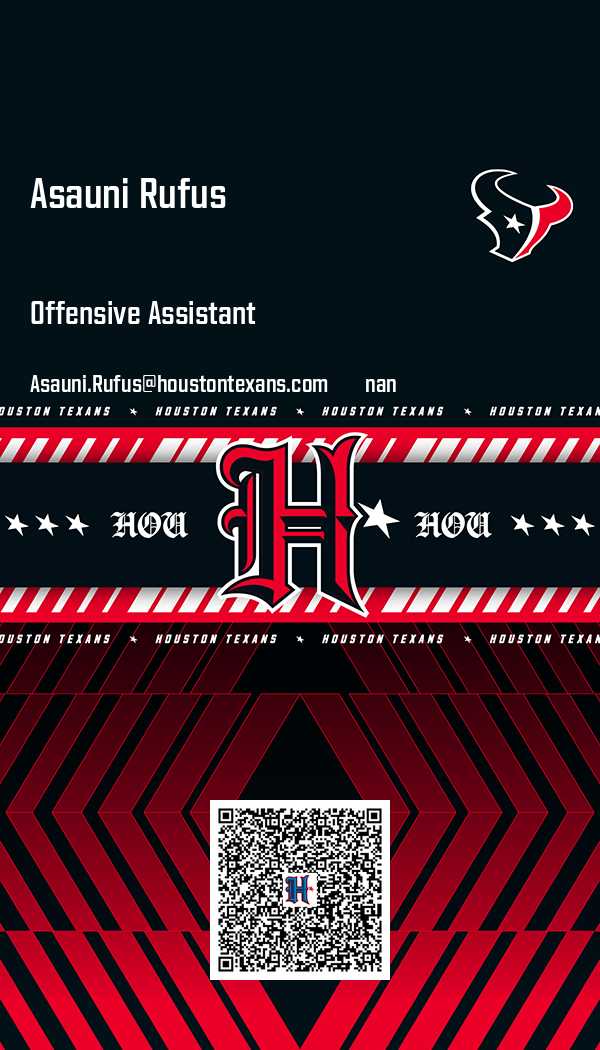 Asauni Rufus
Offensive Assistant
Asauni.Rufus@houstontexans.com nan
OUSTON TEXANS ★ HOUSTON TEXANS ★ HOUSTON TEXANS ★ HOUSTON TEXAN
★ ★ ★ HOU H★ HOU ★ ★ ★
OUSTON TEXANS ★ HOUSTON TEXANS ★ HOUSTON TEXANS ★ HOUSTON TEXAN
H